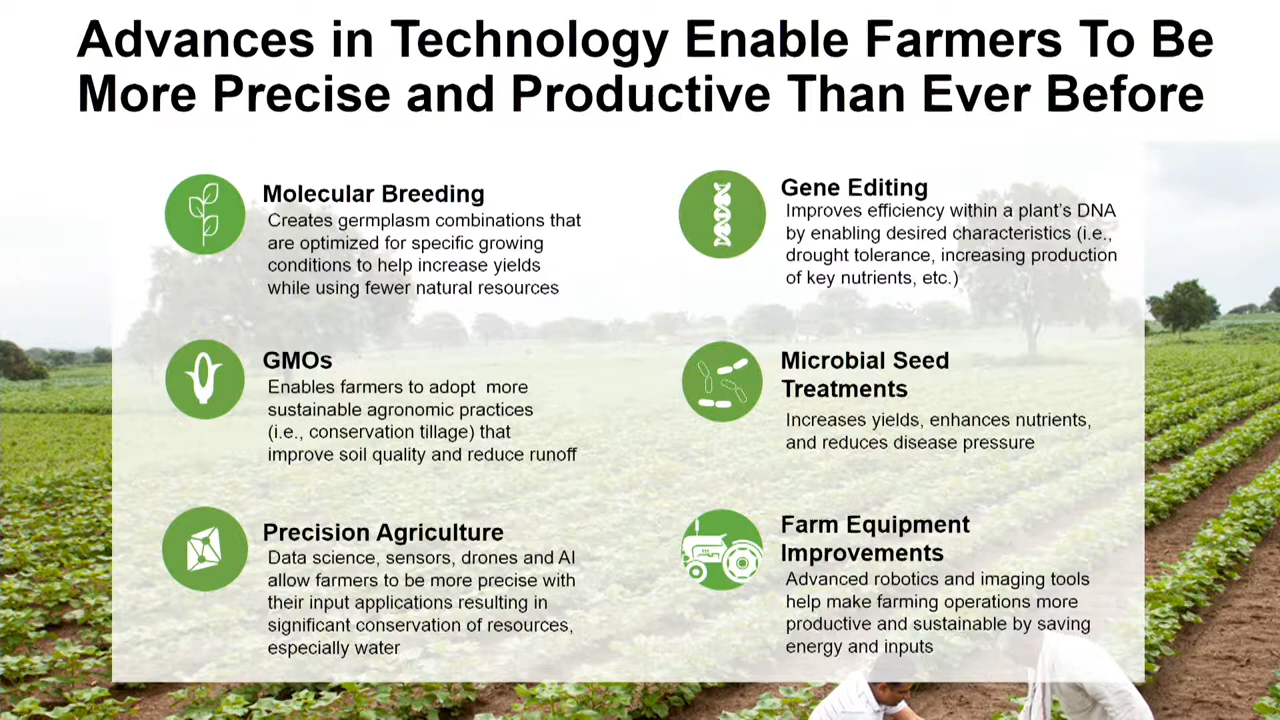 Advances in Technology Enable Farmers To Be
More Precise and Productive Than Ever Before
Molecular Breeding
Creates germplasm combinations that
are optimized for specific growing
conditions to help increase yields
while using fewer natural resources
Gene Editing
Improves efficiency within a plant's DNA
by enabling desired characteristics (i.e.,
drought tolerance, increasing production
of key nutrients, etc.)
GMOs
Enables farmers to adopt  more
sustainable agronomic practices
(i.e., conservation tillage) that
improve soil quality and reduce runoff
Microbial Seed
Treatments
Increases yields, enhances nutrients,
and reduces disease pressure
Precision Agriculture
Data science, sensors, drones and AI
allow farmers to be more precise with
their input applications resulting in
significant conservation of resources,
especially water
Farm Equipment
Improvements
Advanced robotics and imaging tools
help make farming operations more
productive and sustainable by saving
energy and inputs